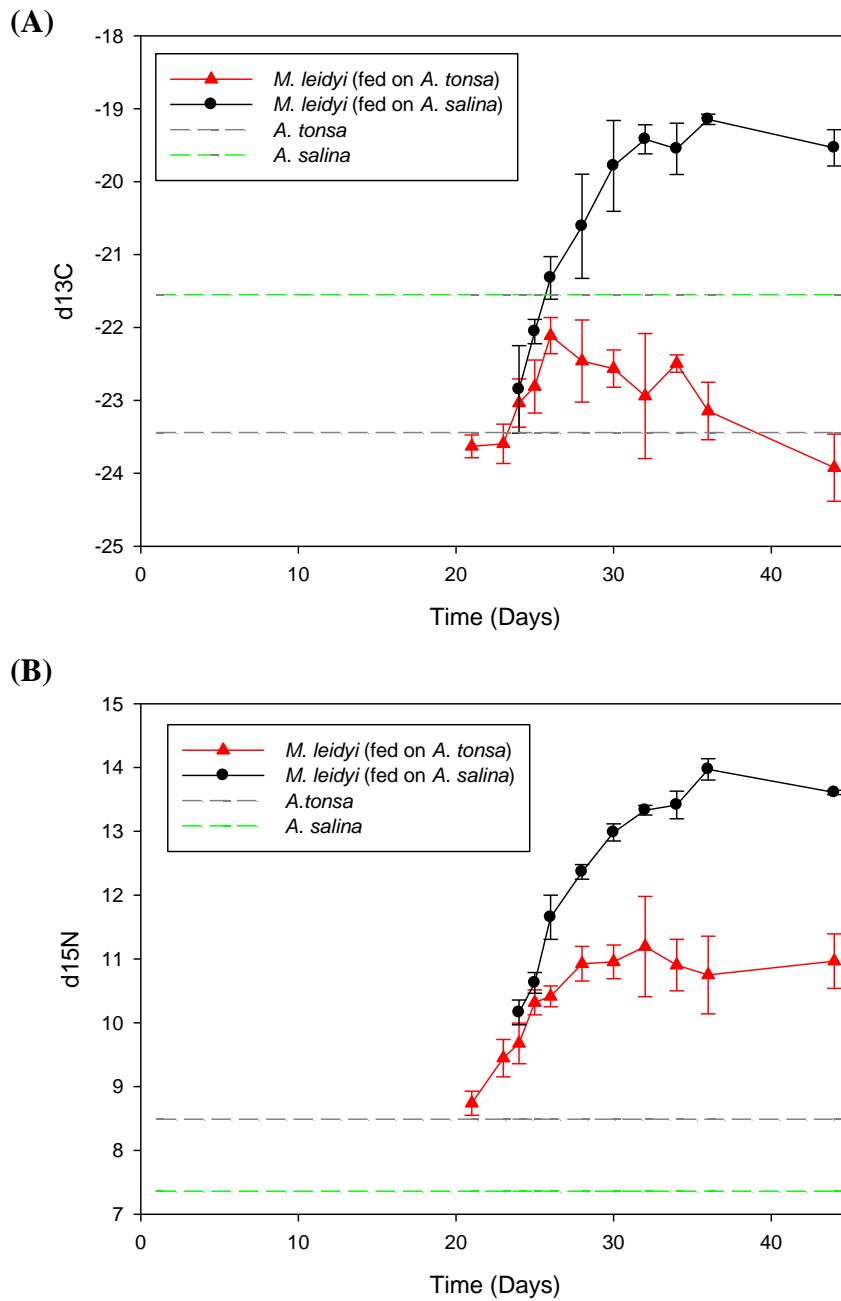 (A)
-18
-19
-20
-21
-22
-23
-24
-25
d13C
M. leidyi (fed on A. tonsa)
M. leidyi (fed on A. salina)
A. tonsa
A. salina
0 10 20 30 40
Time (Days)
(B)
15
14
13
12
11
10
9
8
7
d15N
M. leidyi (fed on A. tonsa)
M. leidyi (fed on A. salina)
A.tonsa
A. salina
0 10 20 30 40
Time (Days)